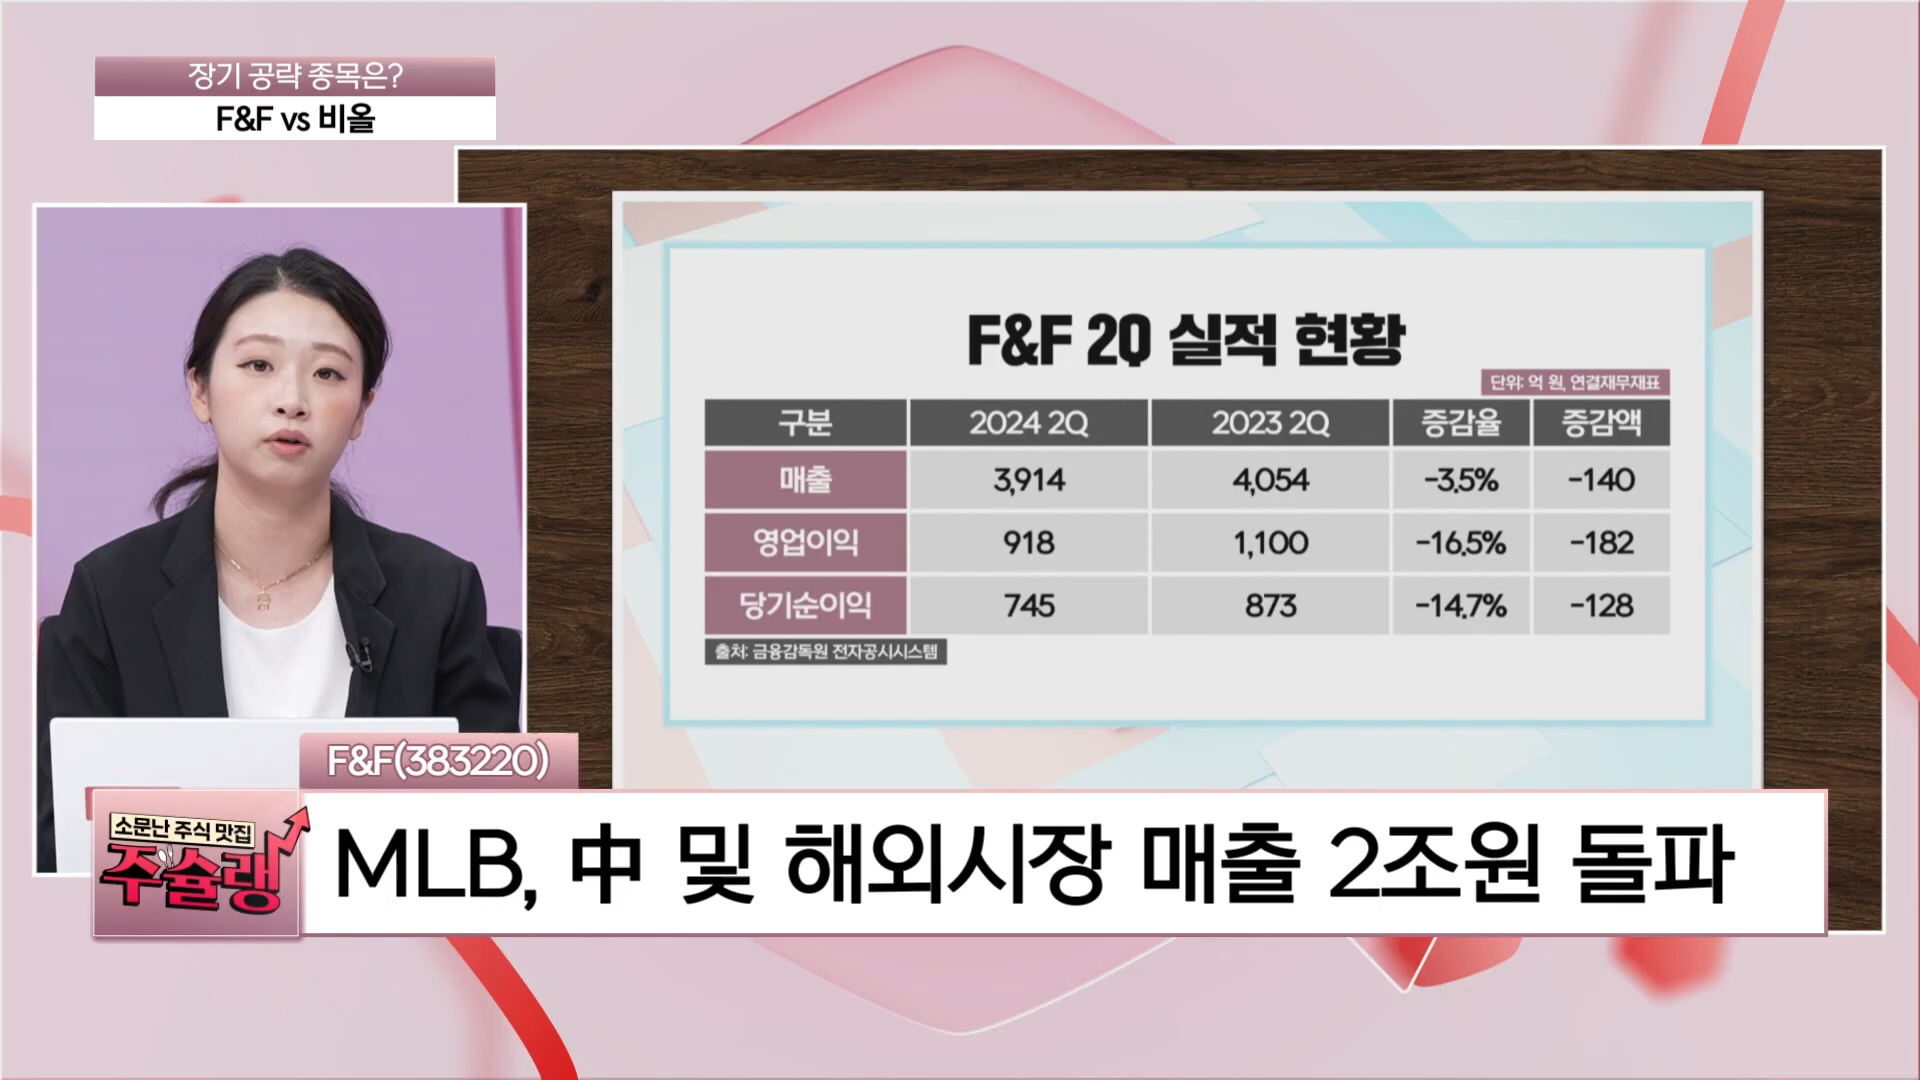 장기 공략 종목은?
F&F vs 비올
F&F 2Q 실적 현황
단위: 억 원, 연결재무재표
구분 2024 2Q 2023 2Q 증감율 증감액
매출 3,914 4,054 -3.5% -140
영업이익 918 1,100 -16.5% -182
당기순이익 745 873 -14.7% -128
출처: 금융감독원 전자공시시스템
F&F(383220)
소문난 주식 맛집
주슐랭
MLB, 中 및 해외시장 매출 2조원 돌파